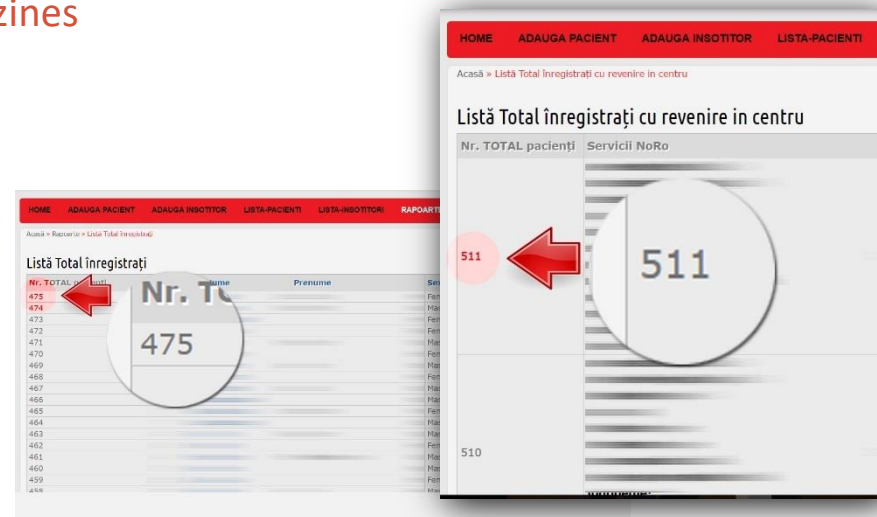 zines
HOME ADAUGA PACIENT ADAUGA INSOTITOR LISTA-PACIENTI
Acasă » Listă Total înregistrați cu revenire in centru
Listă Total înregistrați cu revenire in centru
Nr. TOTAL pacienți Servicii NoRo
511
511
510
HOME ADAUGA PACIENT ADAUGA INSOTITOR LISTA-PACIENTI LISTA-INSOTITORI RAPOARTE
Acasă » Rapoarte » Listă Total înregistrați
Listă Total înregistrați
Nr. TOTAL Prenume
Nr.
475
475
474
473
472
471
470
469
468
467
466
465
464
463
462
461
460
459
458